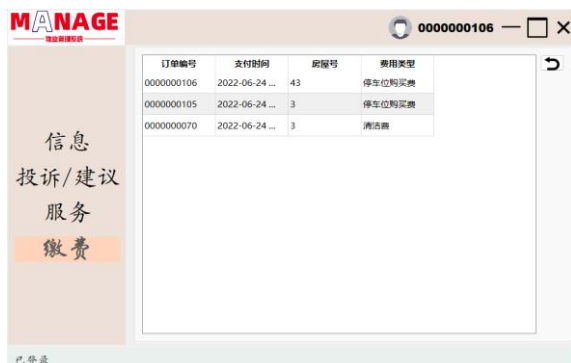 MANAGE
物业管理系统
0000000106
订单编号 支付时间 房屋号 费用类型
0000000106 2022-06-24 ... 43 停车位购买费
0000000105 2022-06-24 ... 3 停车位购买费
0000000070 2022-06-24 ... 3 清洁费
信息
投诉/建议
服务
缴费
已登录